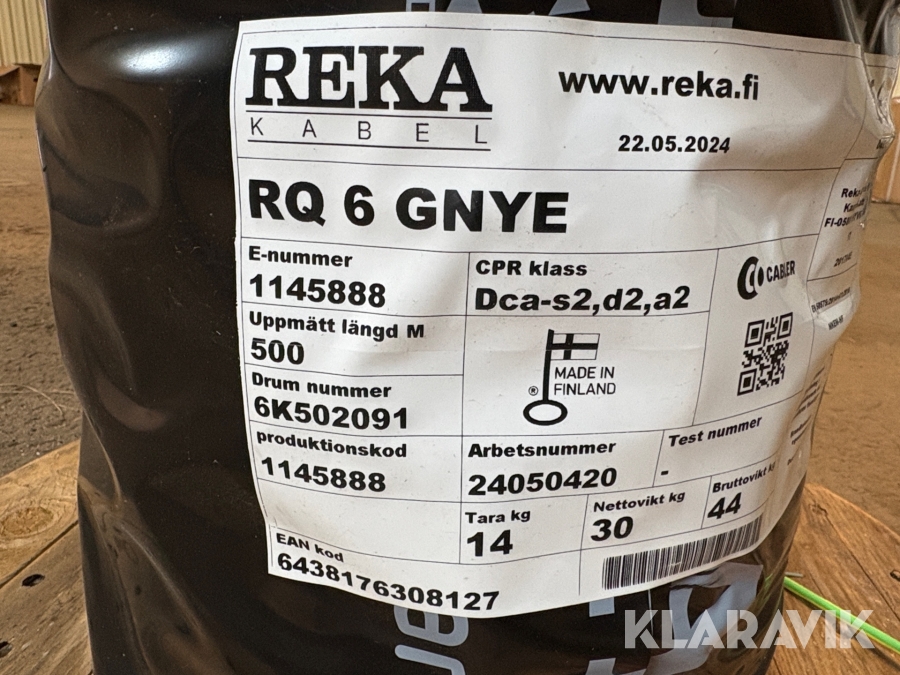 REKA
KABEL
www.reka.fi
22.05.2024
RQ 6 GNYE
E-nummer
1145888
CPR klass
Dca-s2,d2,a2
CABLER
Uppmätt längd M
500
® MADE IN
FINLAND
Drum nummer
6K502091
produktionskod
1145888
Arbetsnummer
24050420
Test nummer
-
Tara kg
14
Nettovikt kg
30
Bruttovikt kg
44
EAN kod
6438176308127
KLARAVIK